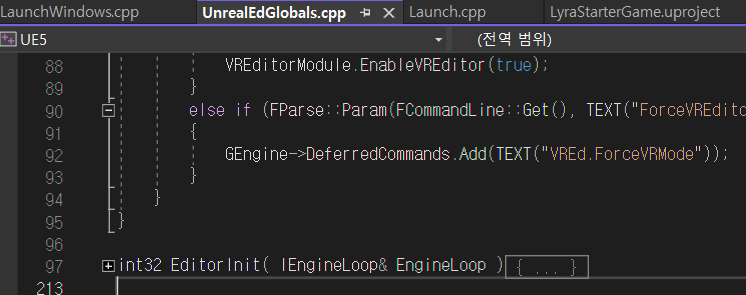 LaunchWindows.cpp UnrealEdGlobals.cpp Launch.cpp LyraStarterGame.uproject
UE5 (전역 범위)
88 VREditorModule.EnableVREditor(true);
89 }
90 else if (FParse::Param(FCommandLine::Get(), TEXT("ForceVREdito
91 {
92 GEngine->DeferredCommands.Add(TEXT("VREd.ForceVRMode"));
93 }
94 }
95 }
96
97 int32 EditorInit( IEngineLoop& EngineLoop ){ ... }
213